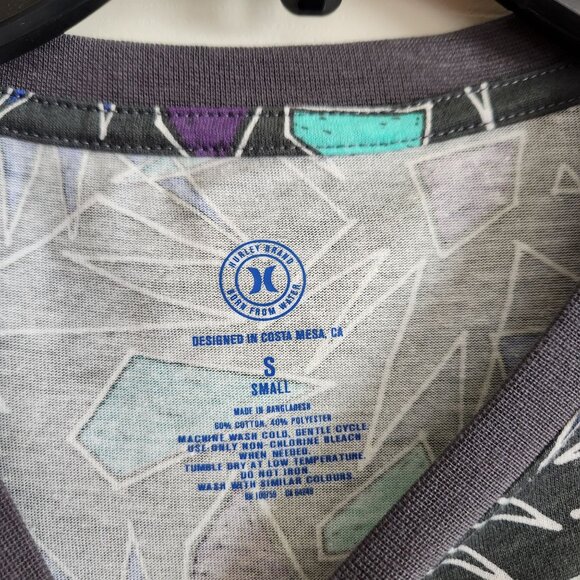 HURLEY BRAND
BORN FROM WATER
DESIGNED IN COSTA MESA, CA
S
SMALL
MADE IN BANGLADESH
60% COTTON, 40% POLYESTER
MACHINE WASH COLD, GENTLE CYCLE
USE ONLY NON-CHLORINE BLEACH
WHEN NEEDED.
TUMBLE DRY AT LOW TEMPERATURE
DO NOT IRON
WASH WITH SIMILAR COLOURS